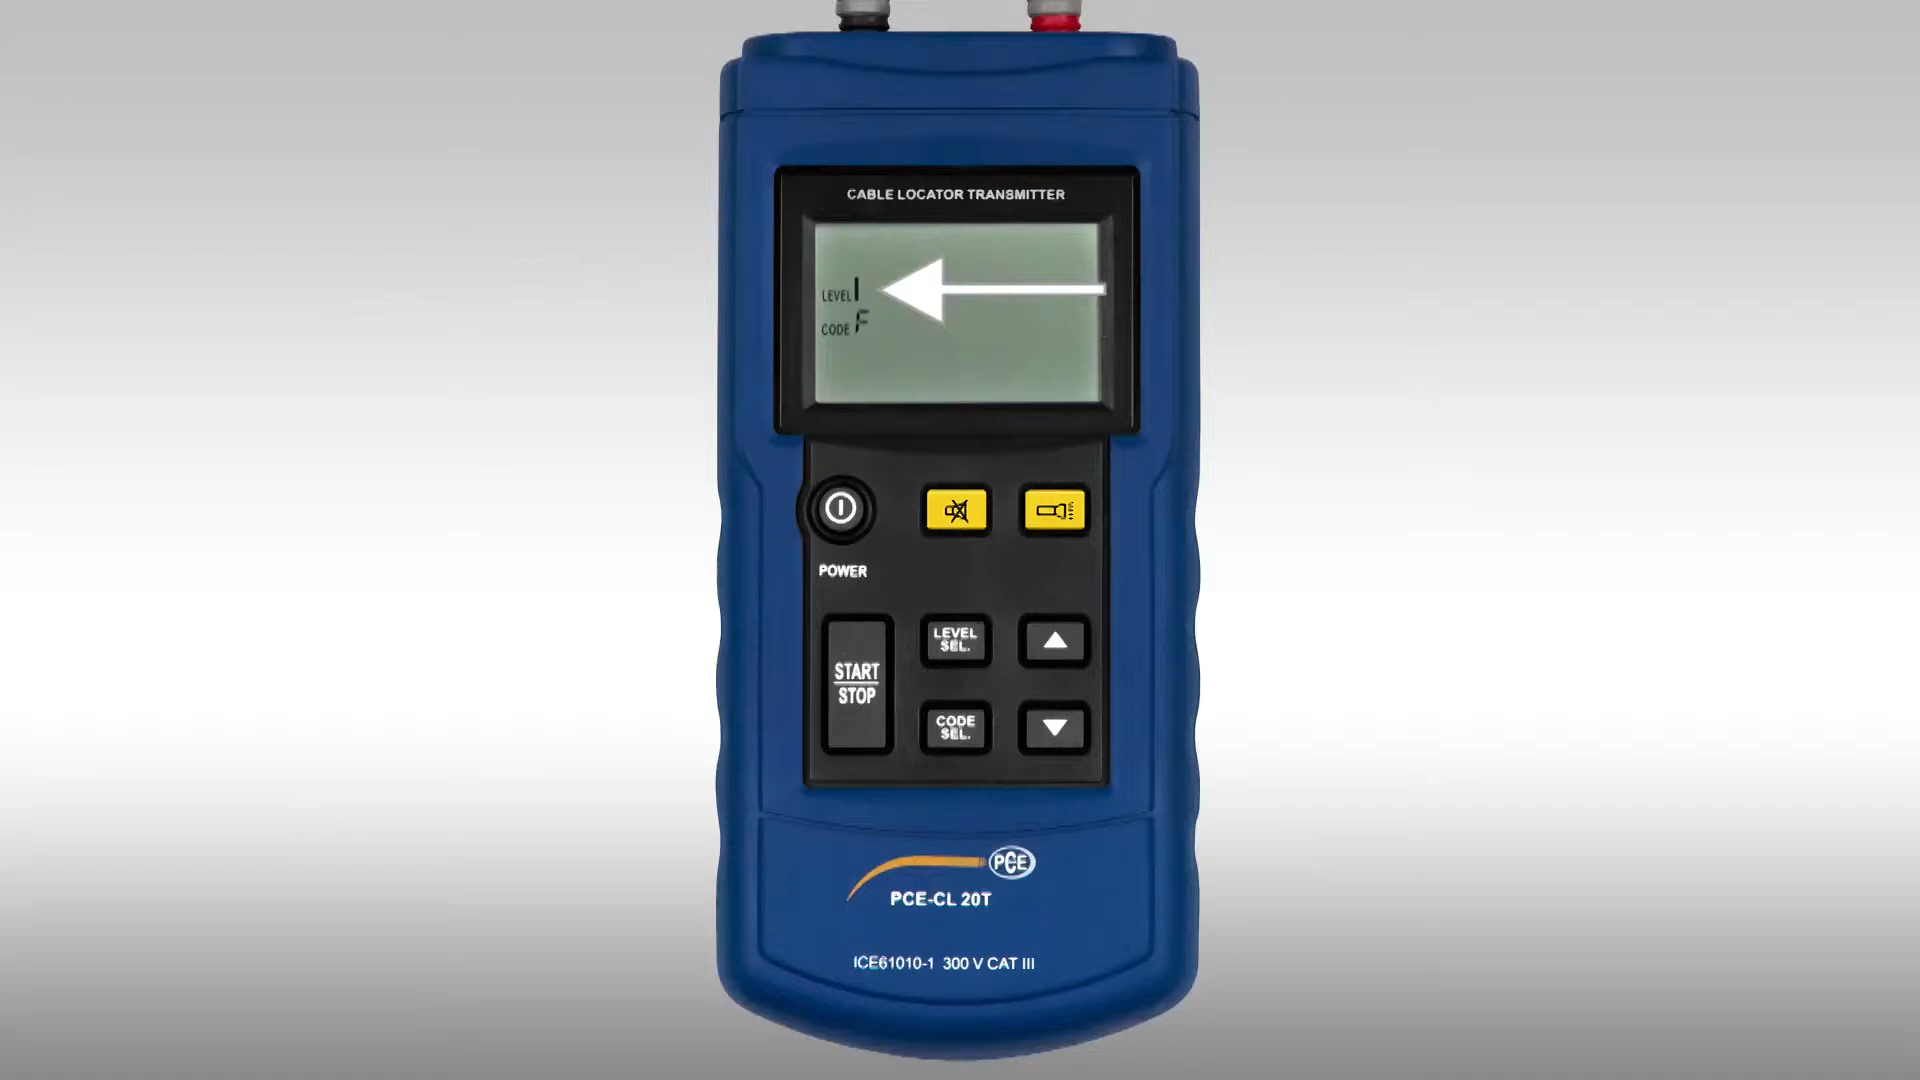 CABLE LOCATOR TRANSMITTER
LEVEL 1
CODE F
POWER
LEVEL
SEL.
START
STOP
CODE
SEL.
PCE
PCE-CL 20T
ICE61010-1 300 V CAT III